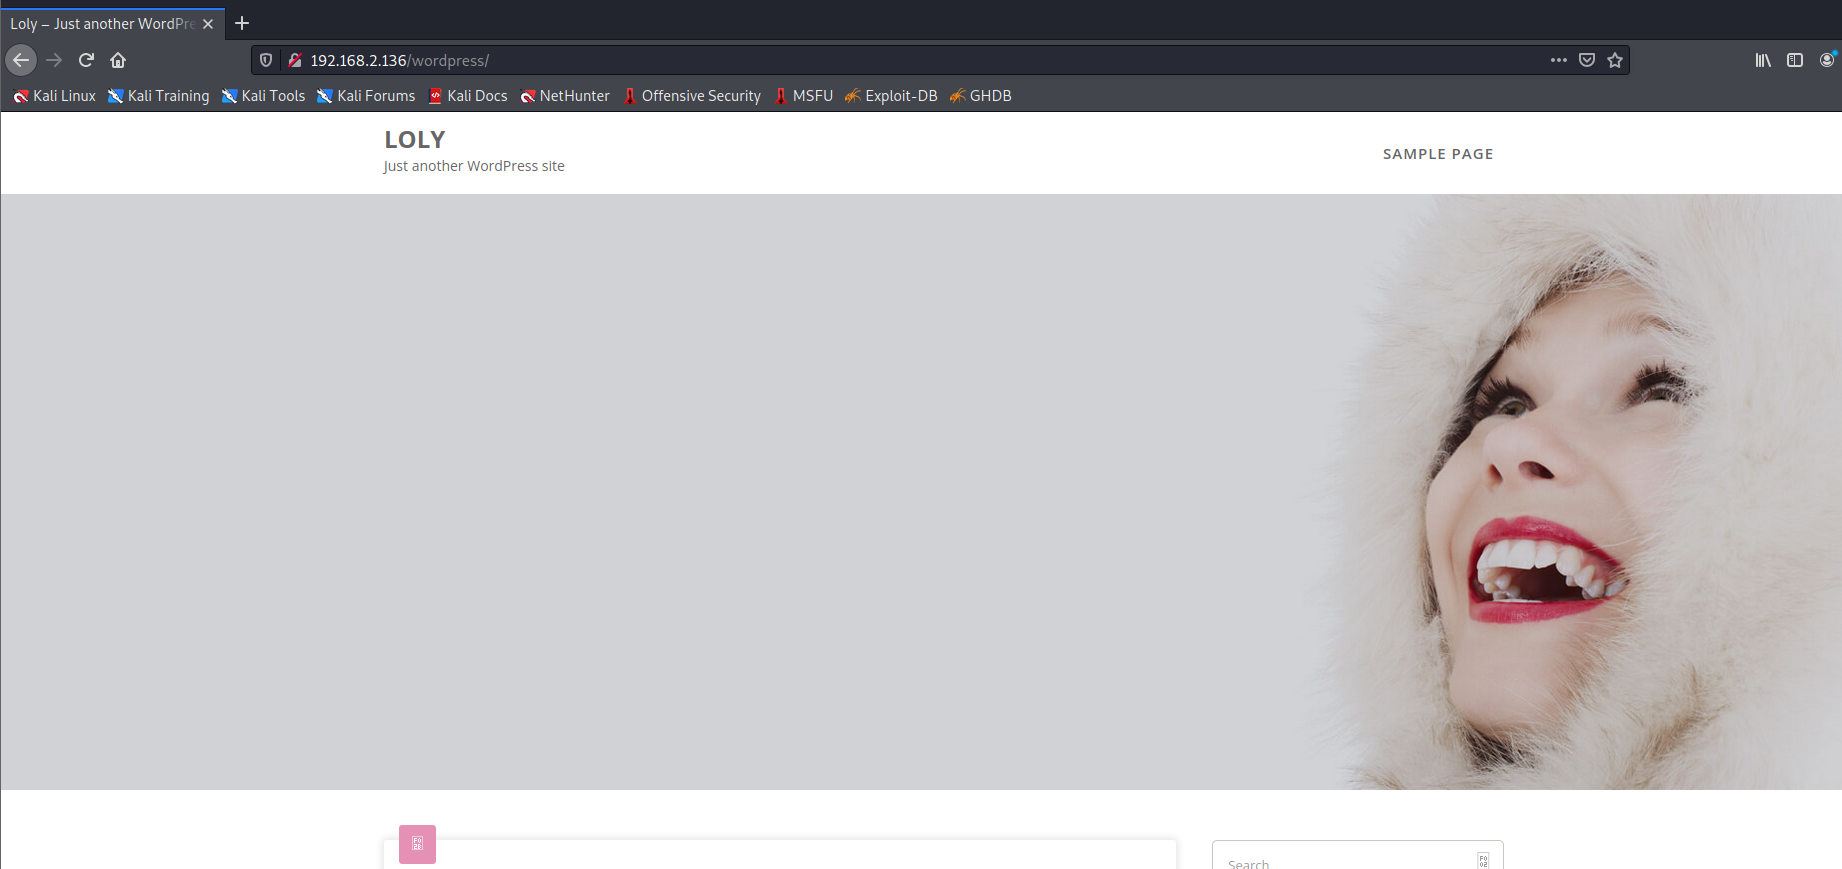 Loly – Just another WordPre
192.168.2.136/wordpress/
Kali Linux Kali Training Kali Tools Kali Forums Kali Docs NetHunter Offensive Security MSFU Exploit-DB GHDB
LOLY
Just another WordPress site
SAMPLE PAGE
Search